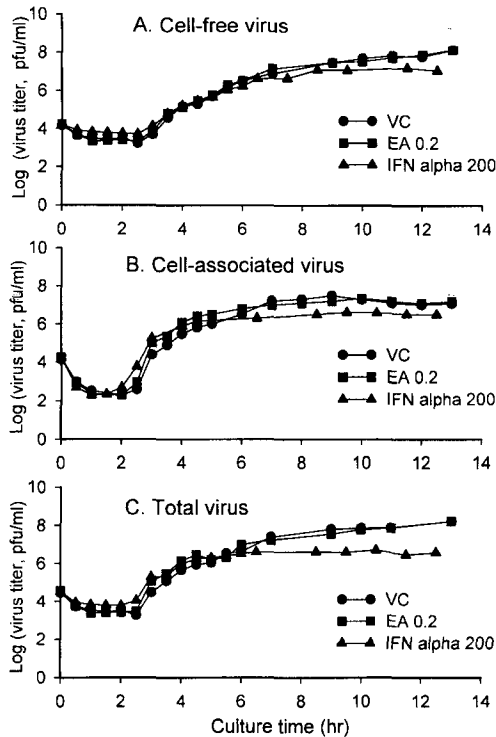 A. Cell-free virus
Log (virus titer, pfu/ml)
10
8
6
4
2
0
VC
EA 0.2
IFN alpha 200
0 2 4 6 8 10 12 14
B. Cell-associated virus
Log (virus titer, pfu/ml)
10
8
6
4
2
0
VC
EA 0.2
IFN alpha 200
0 2 4 6 8 10 12 14
C. Total virus
Log (virus titer, pfu/ml)
10
8
6
4
2
0
VC
EA 0.2
IFN alpha 200
0 2 4 6 8 10 12 14
Culture time (hr)